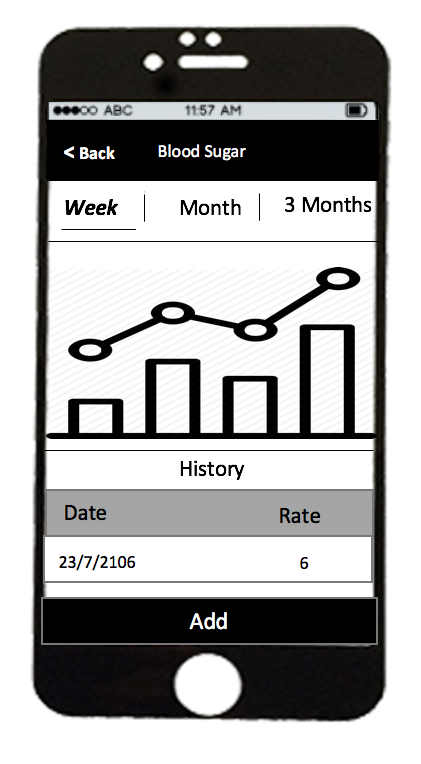 ABC 11:57 AM
< Back Blood Sugar
Week Month 3 Months
History
Date Rate
23/7/2106 6
Add